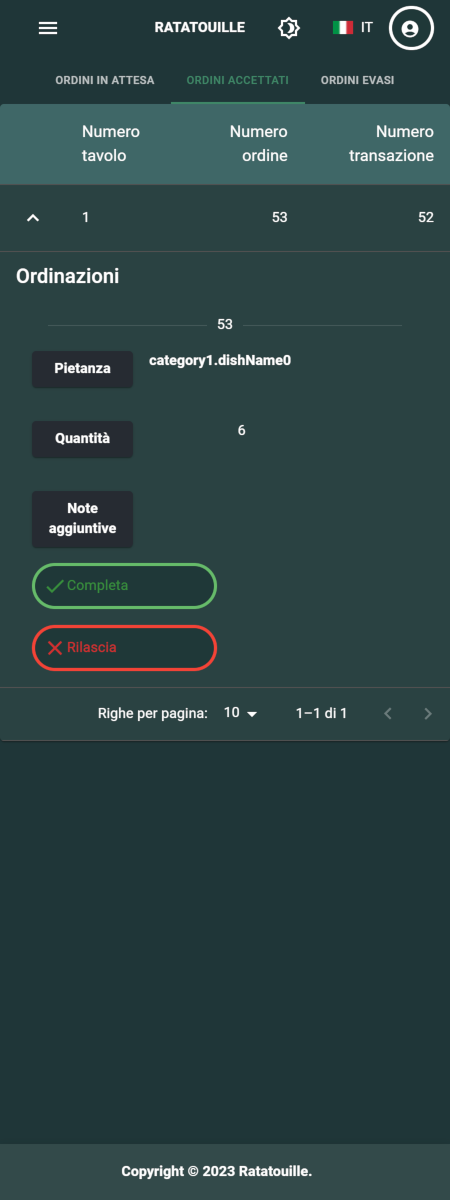 RATATOUILLE IT
ORDINI IN ATTESA ORDINI ACCETTATI ORDINI EVASI
Numero tavolo Numero ordine Numero transazione
1 53 52
Ordinazioni
53
Pietanza category1.dishName0
Quantità 6
Note
aggiuntive
Completa
Rilascia
Righe per pagina: 10 1–1 di 1
Copyright © 2023 Ratatouille.